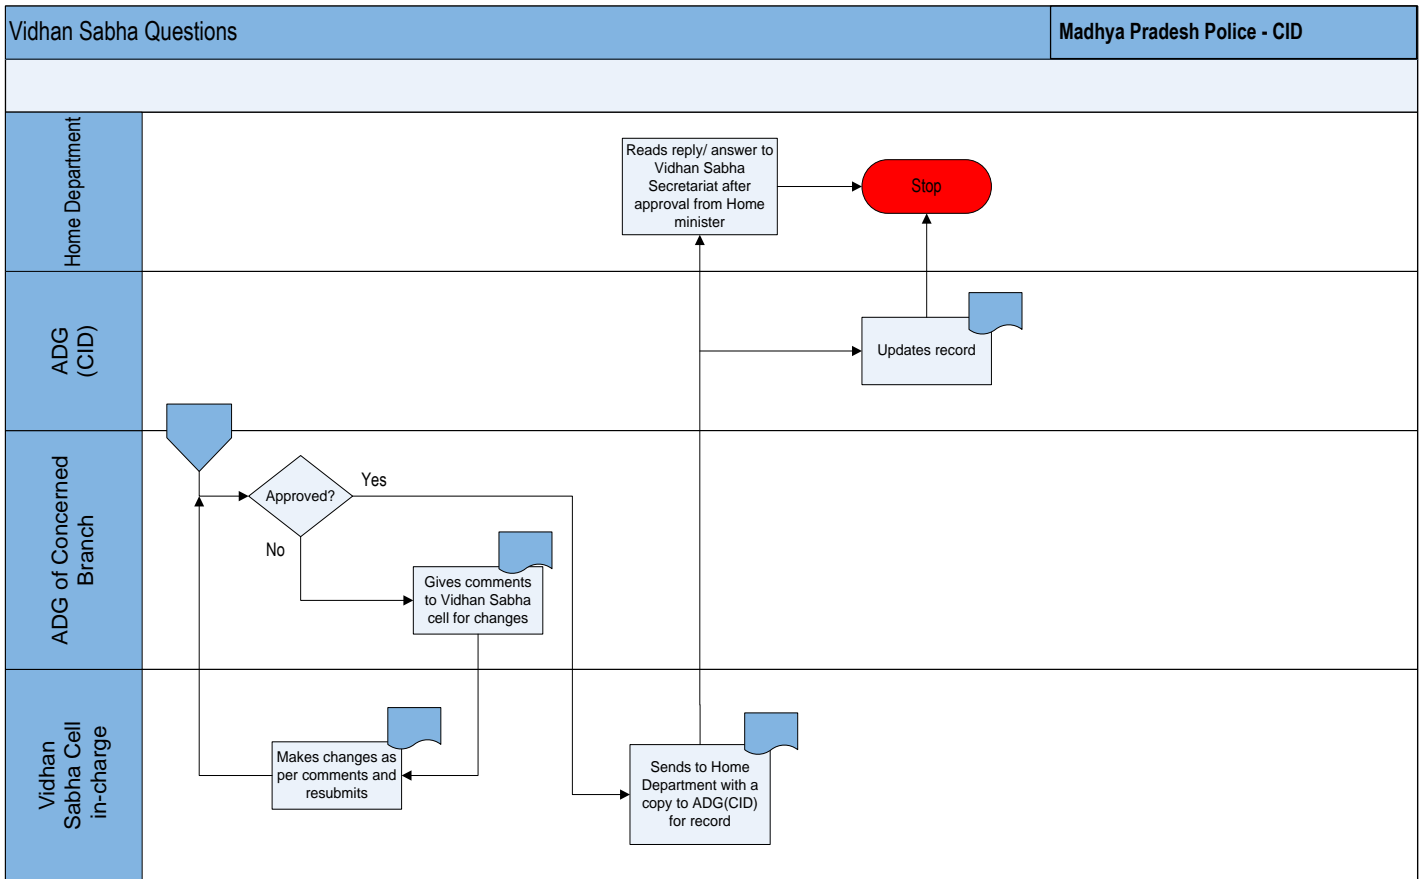 Vidhan Sabha Questions
Madhya Pradesh Police - CID
Home Department
Reads reply/ answer to
Vidhan Sabha
Secretariat after
approval from Home
minister
Stop
ADG
(CID)
Updates record
ADG of Concerned
Branch
Approved?
Yes
No
Gives comments
to Vidhan Sabha
cell for changes
Vidhan
Sabha Cell
in-charge
Makes changes as
per comments and
resubmits
Sends to Home
Department with a
copy to ADG(CID)
for record